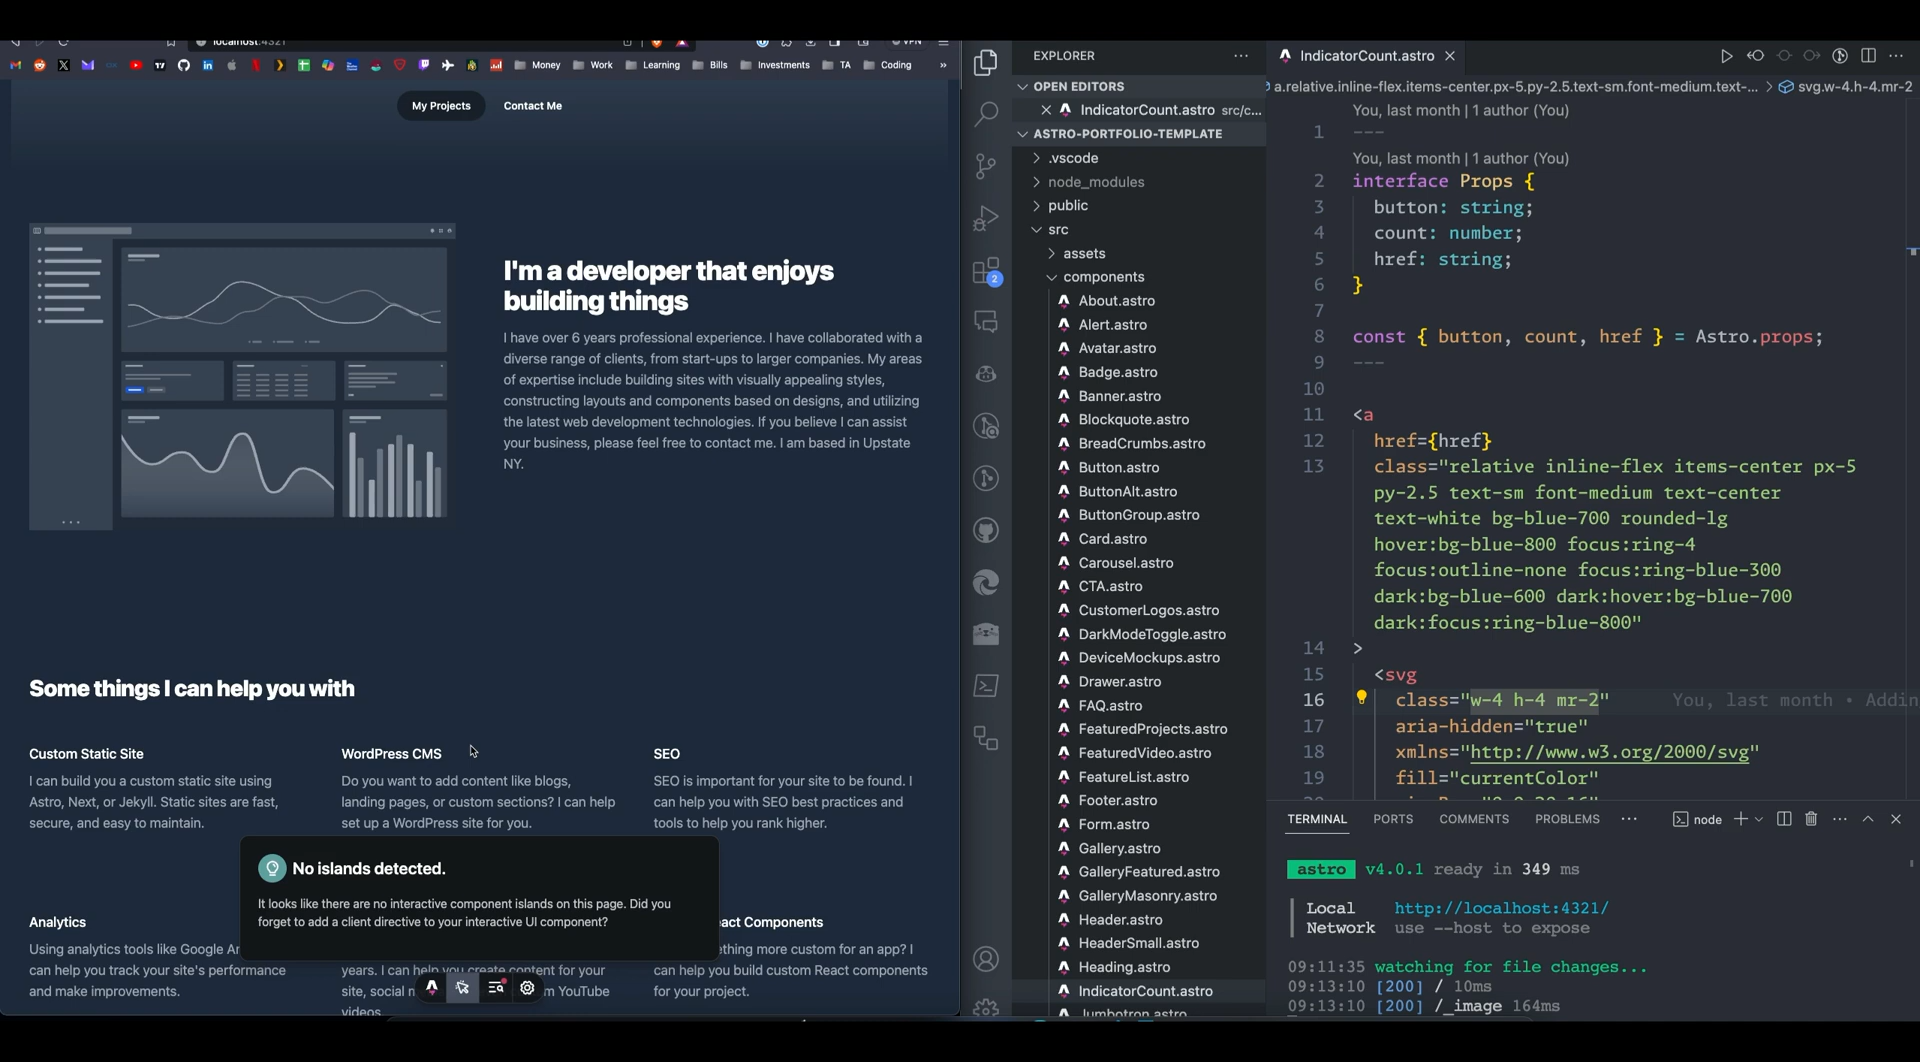 localhost:4321
VPN
Money
Work
Learning
Bills
Investments
TA
Coding
»
My Projects
Contact Me
I'm a developer that enjoys
building things
I have over 6 years professional experience. I have collaborated with a
diverse range of clients, from start-ups to larger companies. My areas
of expertise include building sites with visually appealing styles,
constructing layouts and components based on designs, and utilizing
the latest web development technologies. If you believe I can assist
your business, please feel free to contact me. I am based in Upstate
NY.
Some things I can help you with
Custom Static Site
I can build you a custom static site using
Astro, Next, or Jekyll. Static sites are fast,
secure, and easy to maintain.
WordPress CMS
Do you want to add content like blogs,
landing pages, or custom sections? I can help
set up a WordPress site for you.
SEO
SEO is important for your site to be found. I
can help you with SEO best practices and
tools to help you rank higher.
No islands detected.
It looks like there are no interactive component islands on this page. Did you
forget to add a client directive to your interactive UI component?
Analytics
Using analytics tools like Google An
can help you track your site's performance
and make improvements.
years. I can help you create content for your
site, social m
m YouTube
videos.
act Components
ething more custom for an app? I
can help you build custom React components
for your project.
EXPLORER
OPEN EDITORS
IndicatorCount.astro src/c...
ASTRO-PORTFOLIO-TEMPLATE
.vscode
node_modules
public
src
assets
components
About.astro
Alert.astro
Avatar.astro
Badge.astro
Banner.astro
Blockquote.astro
BreadCrumbs.astro
Button.astro
ButtonAlt.astro
ButtonGroup.astro
Card.astro
Carousel.astro
CTA.astro
CustomerLogos.astro
DarkModeToggle.astro
DeviceMockups.astro
Drawer.astro
FAQ.astro
FeaturedProjects.astro
FeaturedVideo.astro
FeatureList.astro
Footer.astro
Form.astro
Gallery.astro
GalleryFeatured.astro
GalleryMasonry.astro
Header.astro
HeaderSmall.astro
Heading.astro
IndicatorCount.astro
Jumbotron.astro
2
IndicatorCount.astro
a.relative.inline-flex.items-center.px-5.py-2.5.text-sm.font-medium.text-... > svg.w-4.h-4.mr-2
You, last month | 1 author (You)
1 ---
You, last month | 1 author (You)
2 interface Props {
3 button: string;
4 count: number;
5 href: string;
6 }
7
8 const { button, count, href } = Astro.props;
9 ---
10
11 <a
12 href={href}
13 class="relative inline-flex items-center px-5
py-2.5 text-sm font-medium text-center
text-white bg-blue-700 rounded-lg
hover:bg-blue-800 focus:ring-4
focus:outline-none focus:ring-blue-300
dark:bg-blue-600 dark:hover:bg-blue-700
dark:focus:ring-blue-800"
14 >
15 <svg
16 class="w-4 h-4 mr-2" You, last month • Addin
17 aria-hidden="true"
18 xmlns="http://www.w3.org/2000/svg"
19 fill="currentColor"
TERMINAL
PORTS
COMMENTS
PROBLEMS
node
astro v4.0.1 ready in 349 ms
Local http://localhost:4321/
Network use --host to expose
09:11:35 watching for file changes...
09:13:10 [200] / 10ms
09:13:10 [200] /_image 164ms